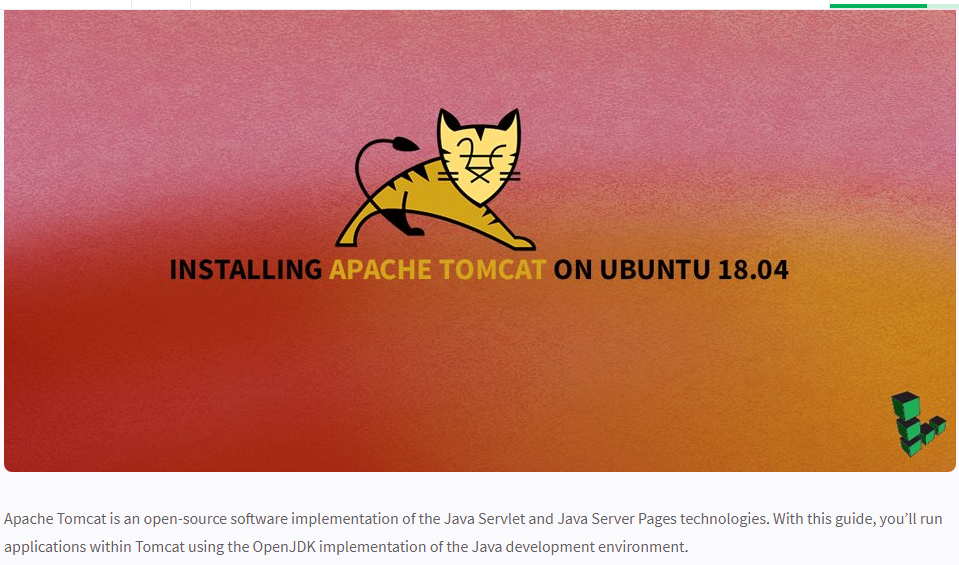 INSTALLING APACHE TOMCAT ON UBUNTU 18.04
Apache Tomcat is an open-source software implementation of the Java Servlet and Java Server Pages technologies. With this guide, you’ll run
applications within Tomcat using the OpenJDK implementation of the Java development environment.